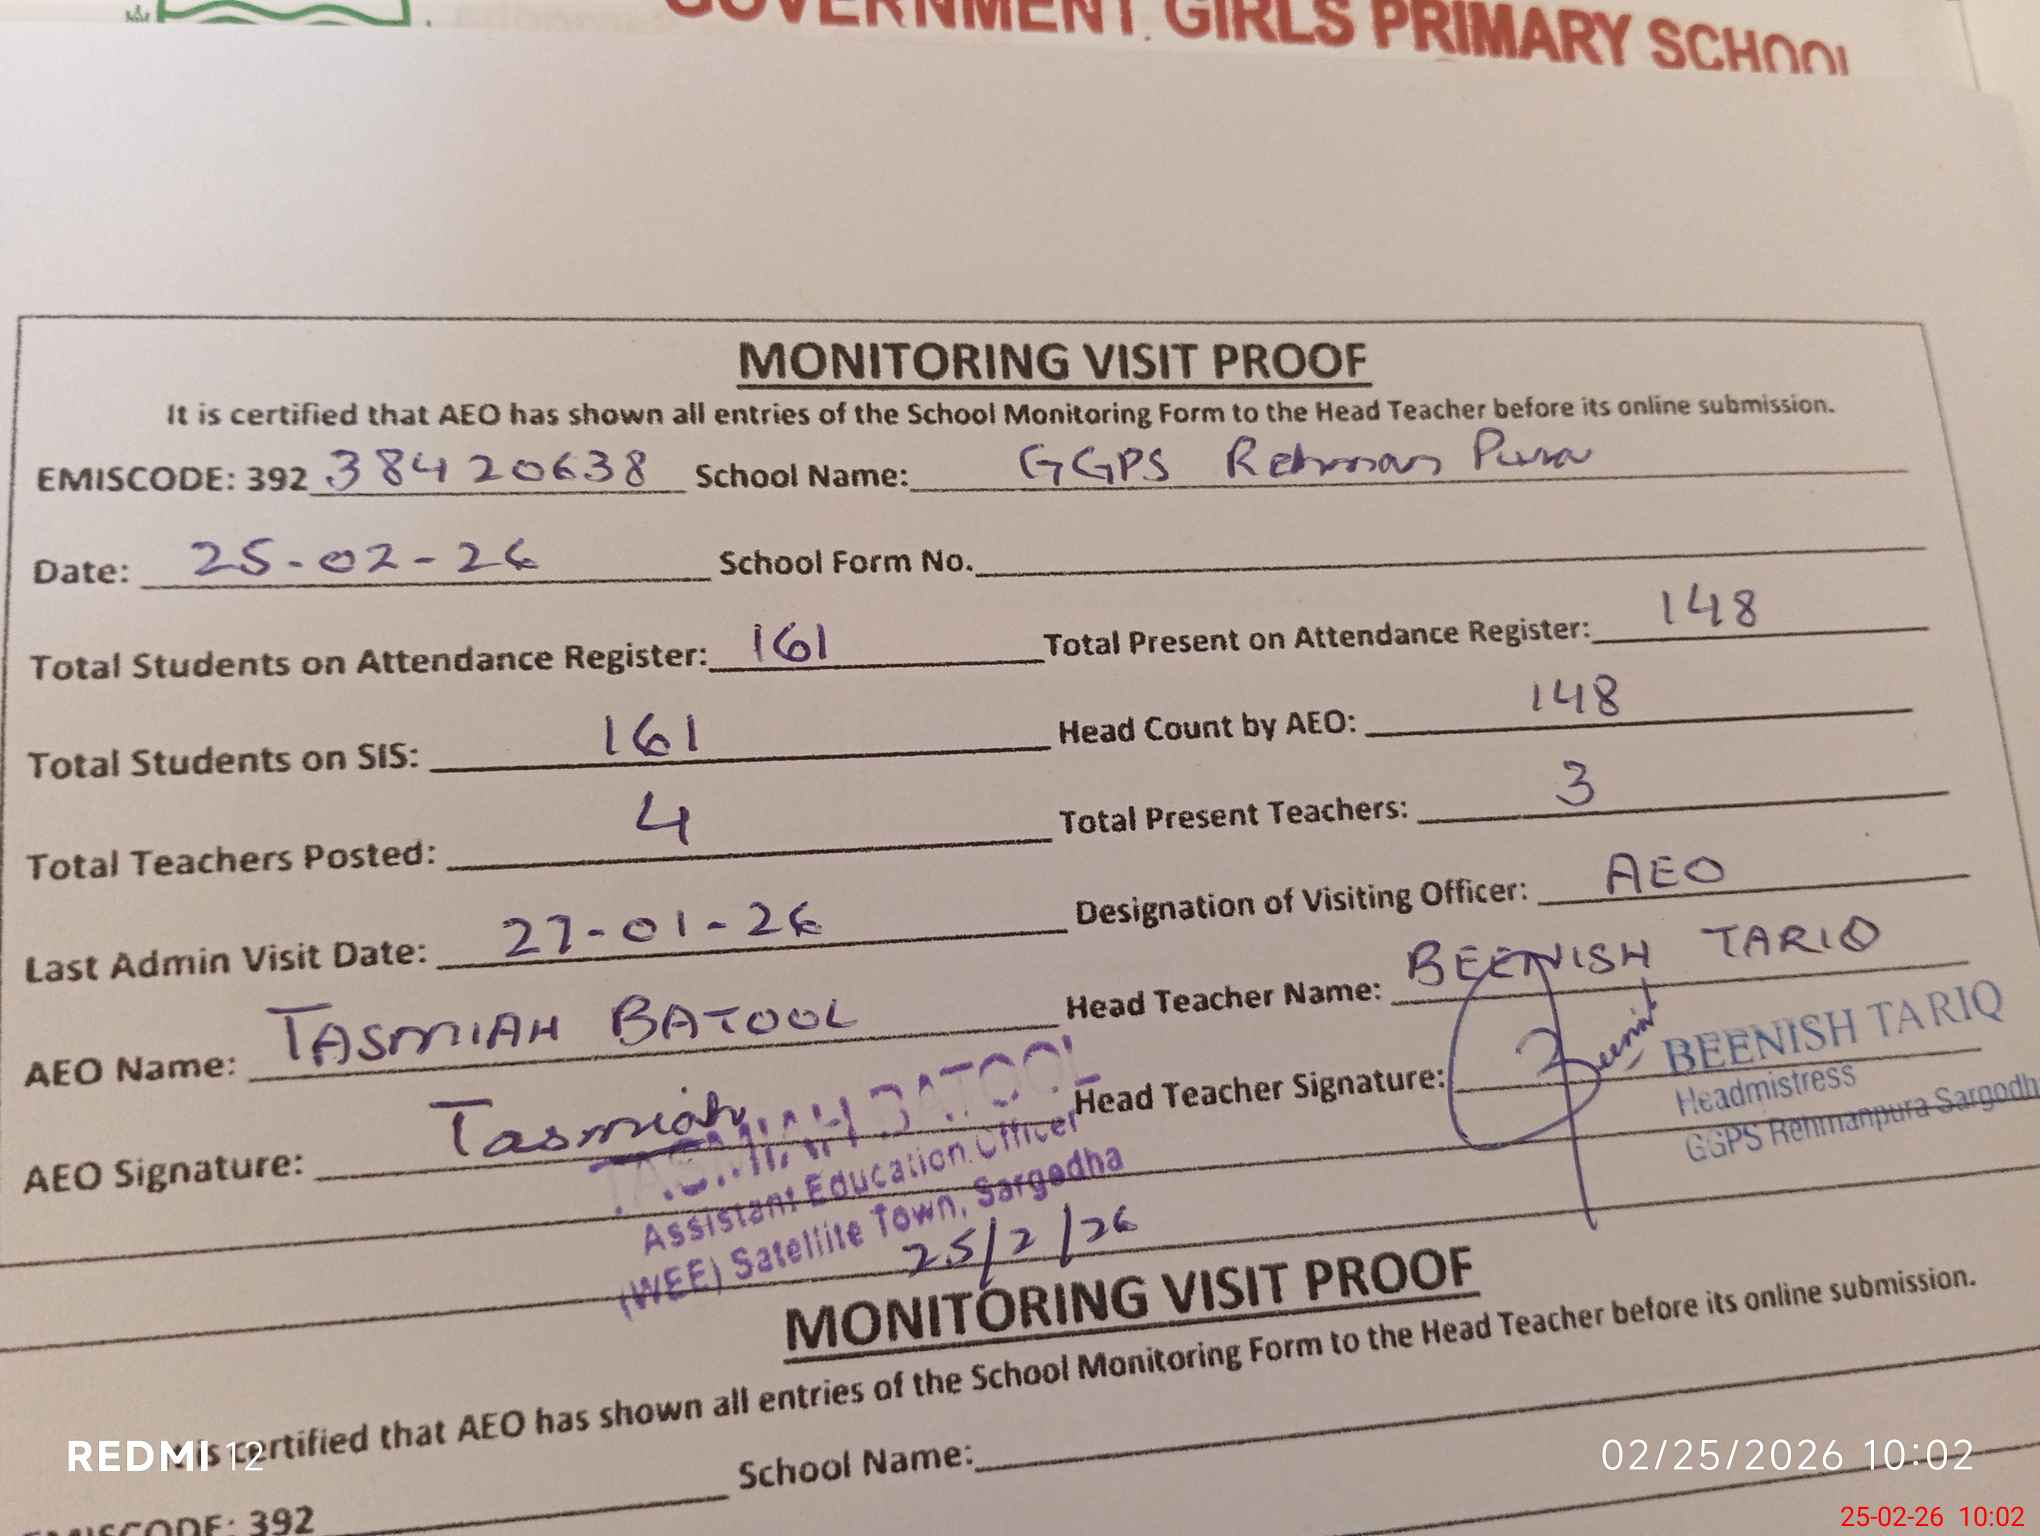 GOVERNMENT GIRLS PRIMARY SCHOOL
MONITORING VISIT PROOF
It is certified that AEO has shown all entries of the School Monitoring Form to the Head Teacher before its online submission.
EMISCODE: 392 38420638 School Name: GGPS Rehman Pura
Date: 25-02-26 School Form No.
Total Students on Attendance Register: 161 Total Present on Attendance Register: 148
Total Students on SIS: 161 Head Count by AEO: 148
Total Teachers Posted: 4 Total Present Teachers: 3
Last Admin Visit Date: 27-01-26 Designation of Visiting Officer: AEO
AEO Name: TASMIAH BATOOL Head Teacher Name: BEENISH TARIQ
AEO Signature: Tasmiah Head Teacher Signature: Beenish
BEENISH TARIQ
Headmistress
GGPS Rehmanpura Sargodh
TASMIAH BATOOL
Assistant Education Officer
(WEE) Satellite Town, Sargodha
25/2/26
MONITORING VISIT PROOF
is certified that AEO has shown all entries of the School Monitoring Form to the Head Teacher before its online submission.
EMISCODE: 392 School Name:
REDMI 12
02/25/2026 10:02
25-02-26 10:02